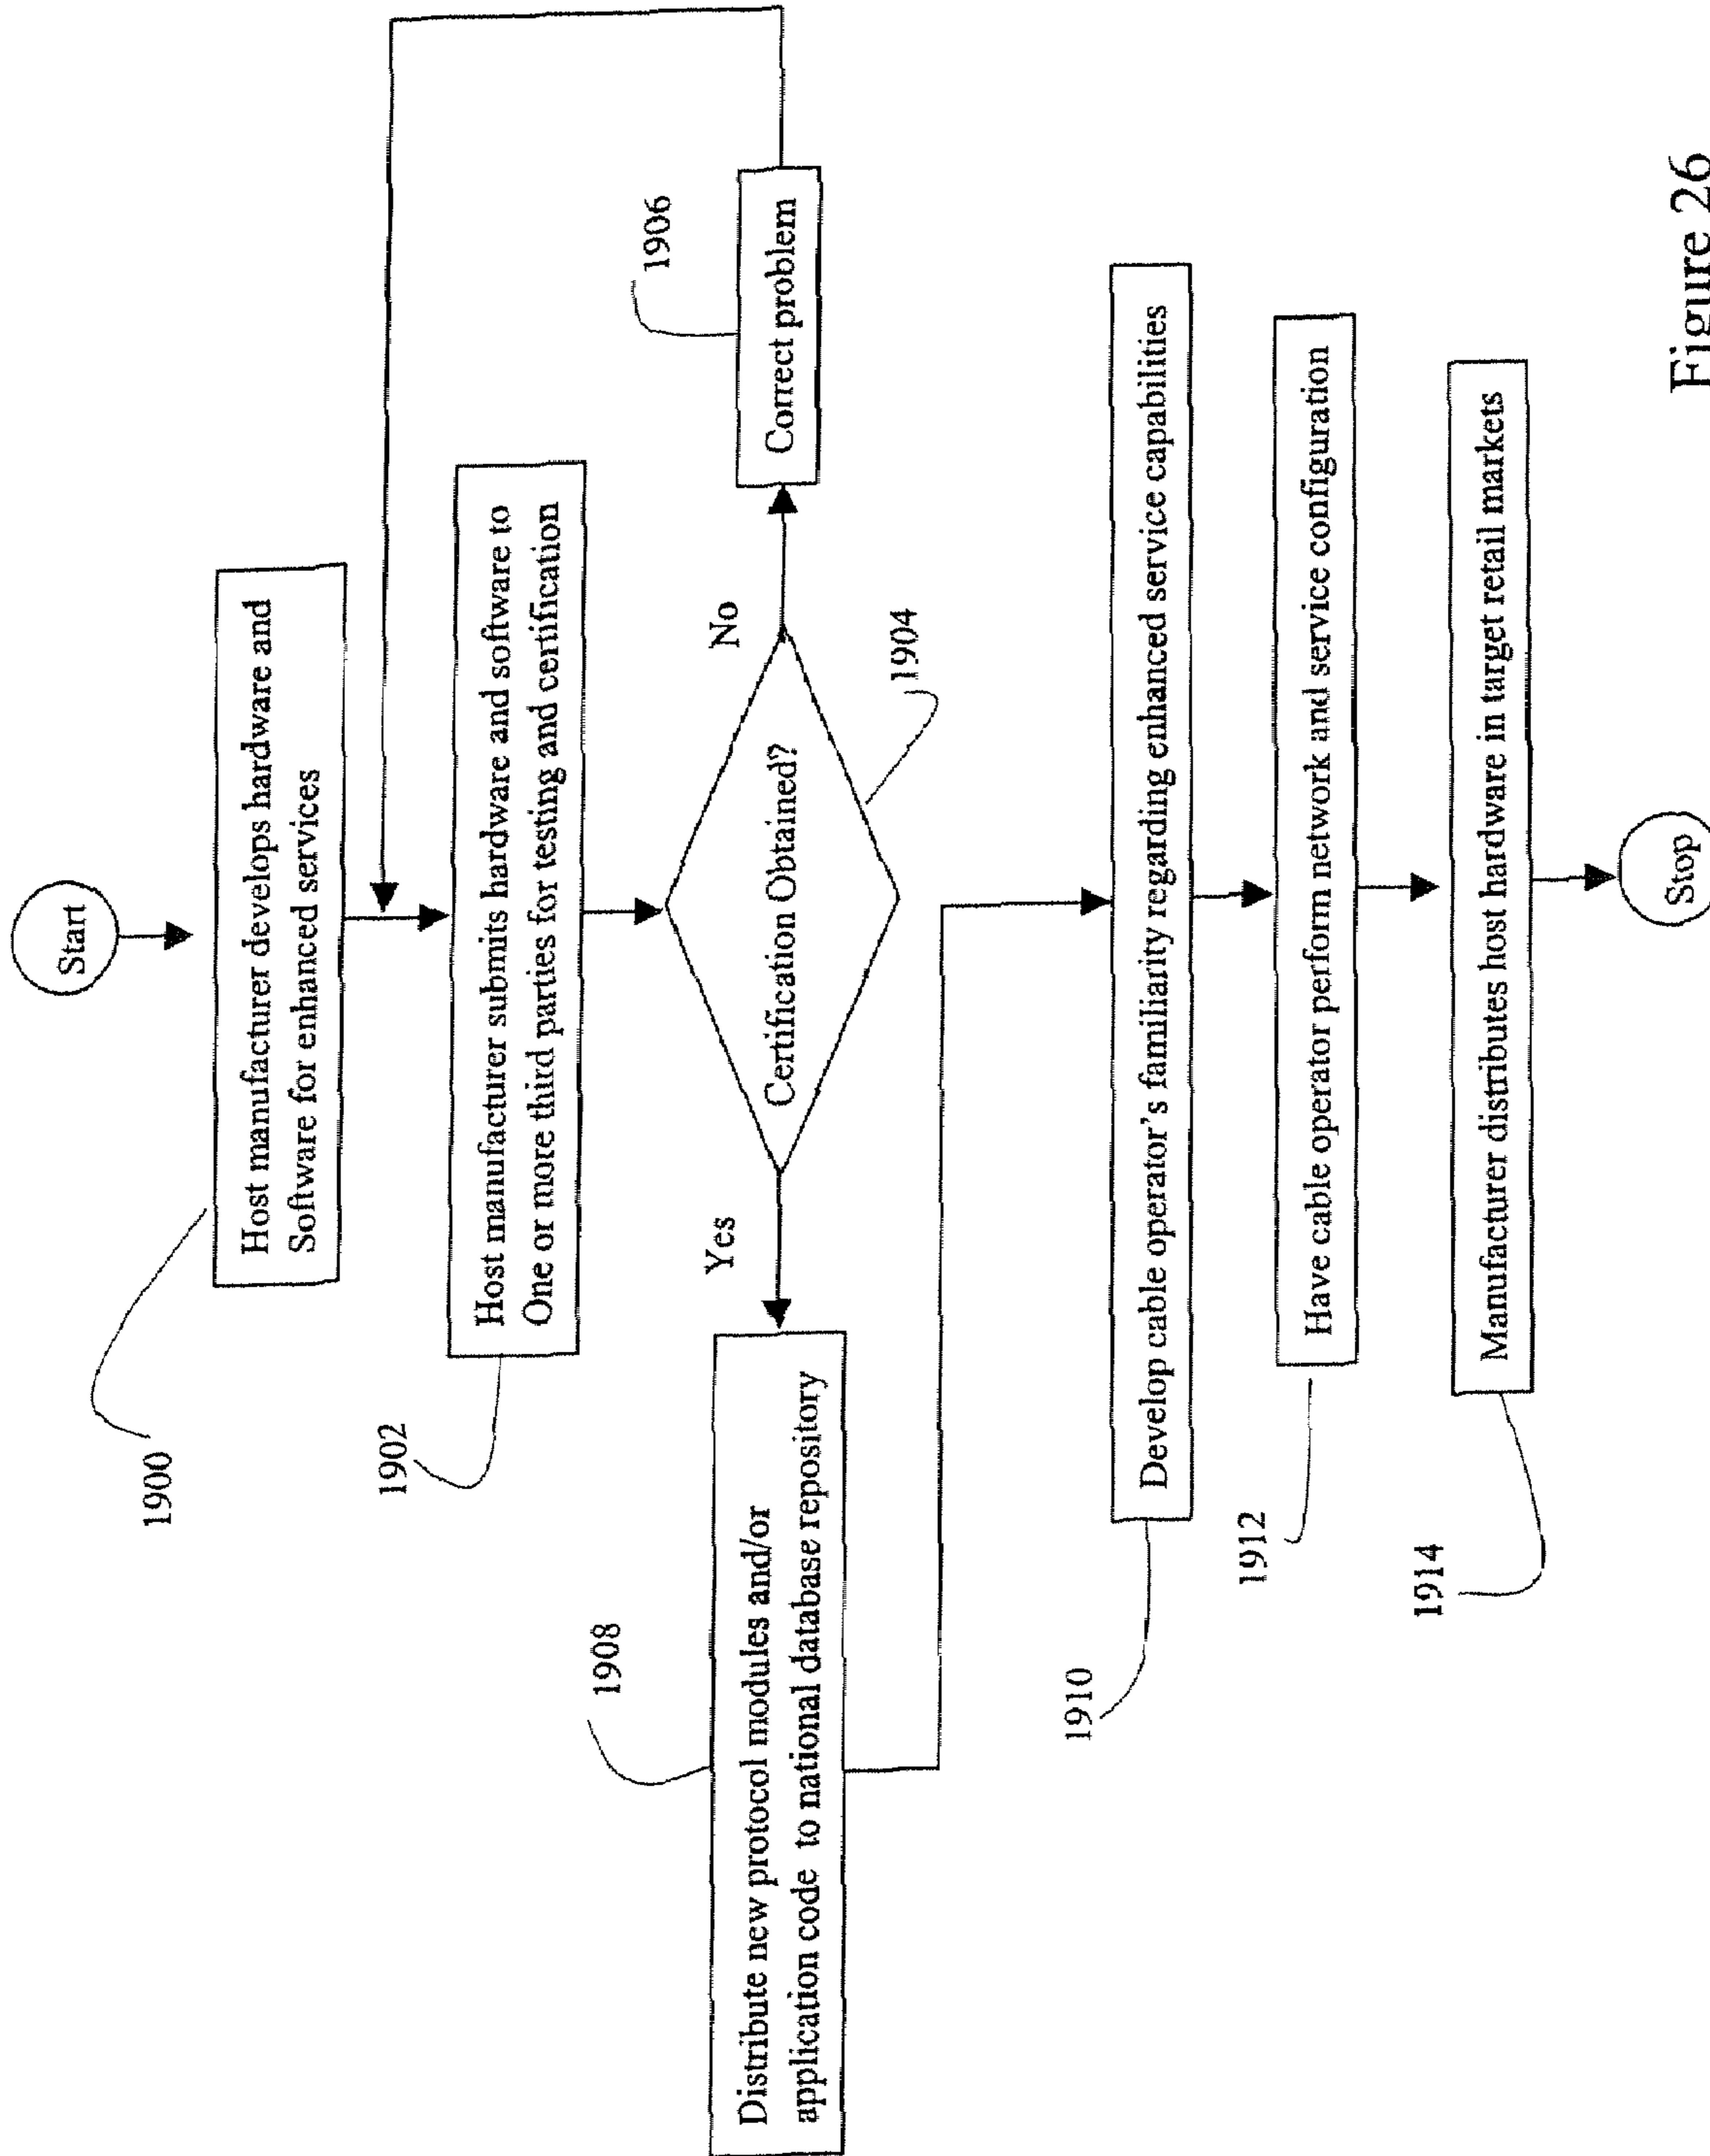 Start
Host manufacturer develops hardware and
Software for enhanced services
1900
Host manufacturer submits hardware and software to
One or more third parties for testing and certification
1902
Certification Obtained?
1904
No
Correct problem
1906
Yes
Distribute new protocol modules and/or
application code to national database repository
1908
Develop cable operator's familiarity regarding enhanced service capabilities
1910
Have cable operator perform network and service configuration
1912
Manufacturer distributes host hardware in target retail markets
1914
Stop
Figure 26